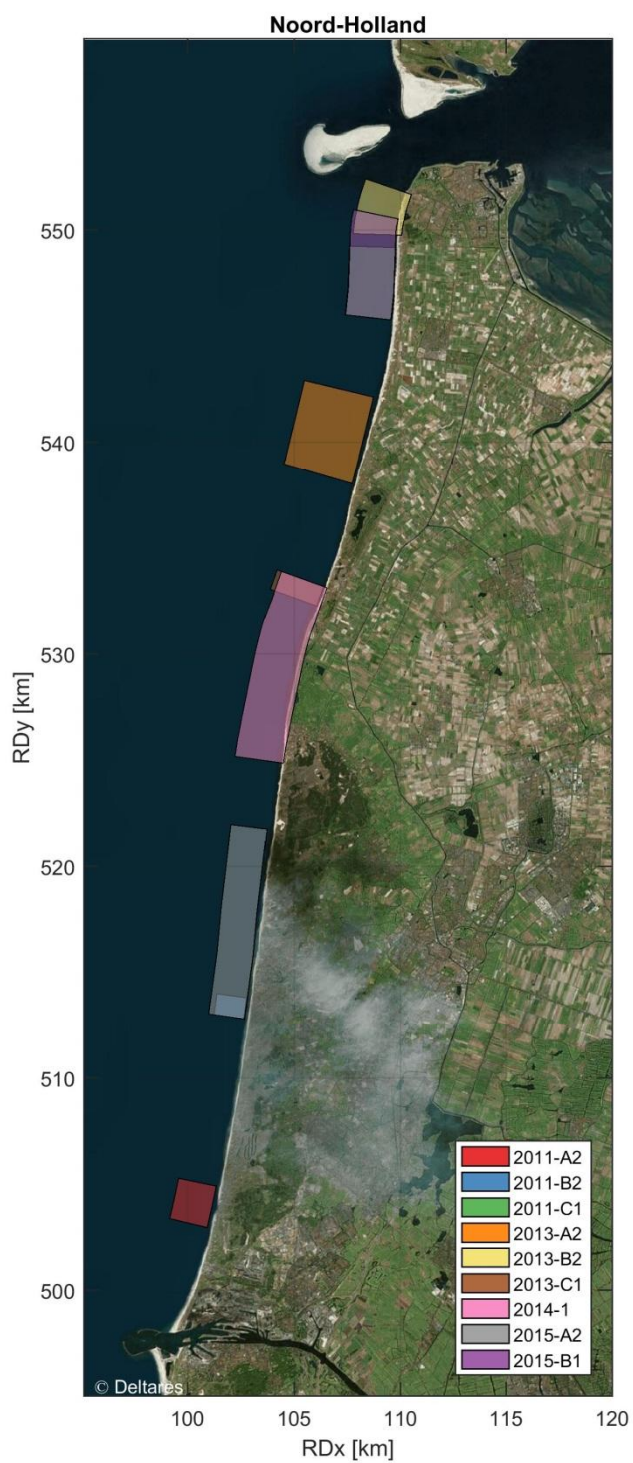 Noord-Holland
550
540
530
520
510
500
RDy [km]
2011-A2
2011-B2
2011-C1
2013-A2
2013-B2
2013-C1
2014-1
2015-A2
2015-B1
© Deltares
100
105
110
115
120
RDx [km]